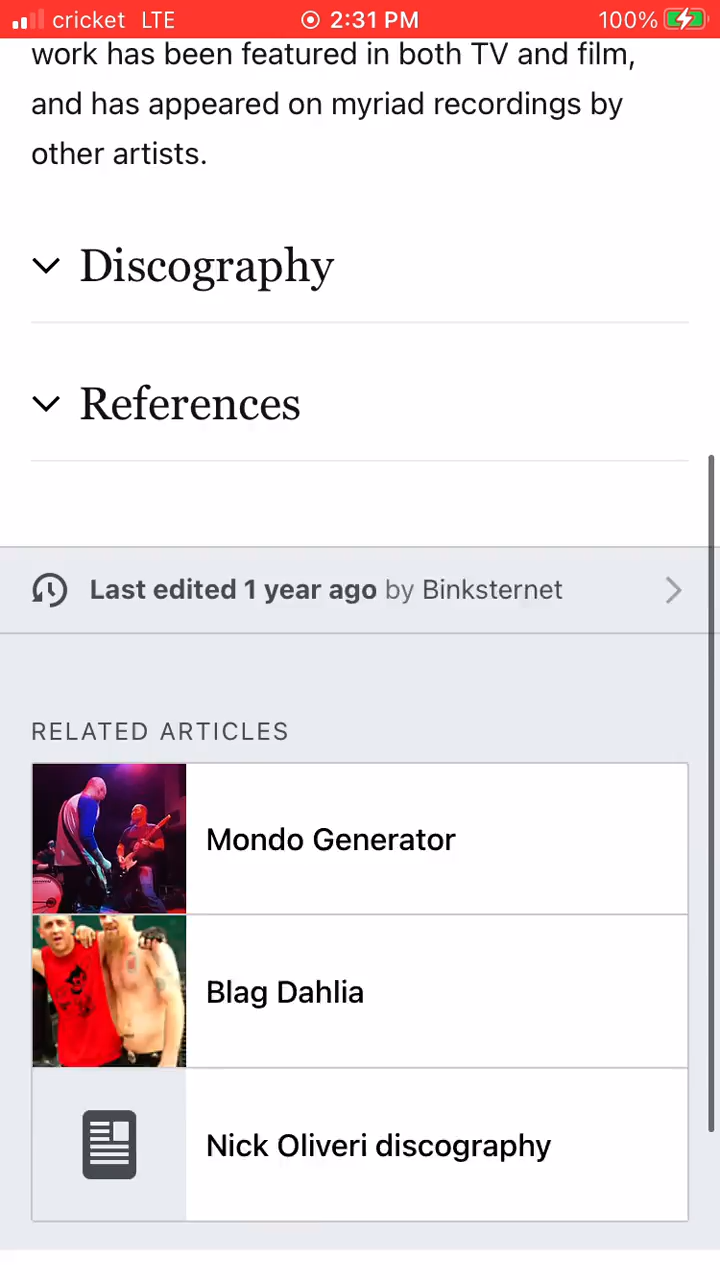 cricket LTE 2:31 PM 100%
work has been featured in both TV and film,
and has appeared on myriad recordings by
other artists.
Discography
References
Last edited 1 year ago by Binksternet
RELATED ARTICLES
Mondo Generator
Blag Dahlia
Nick Oliveri discography